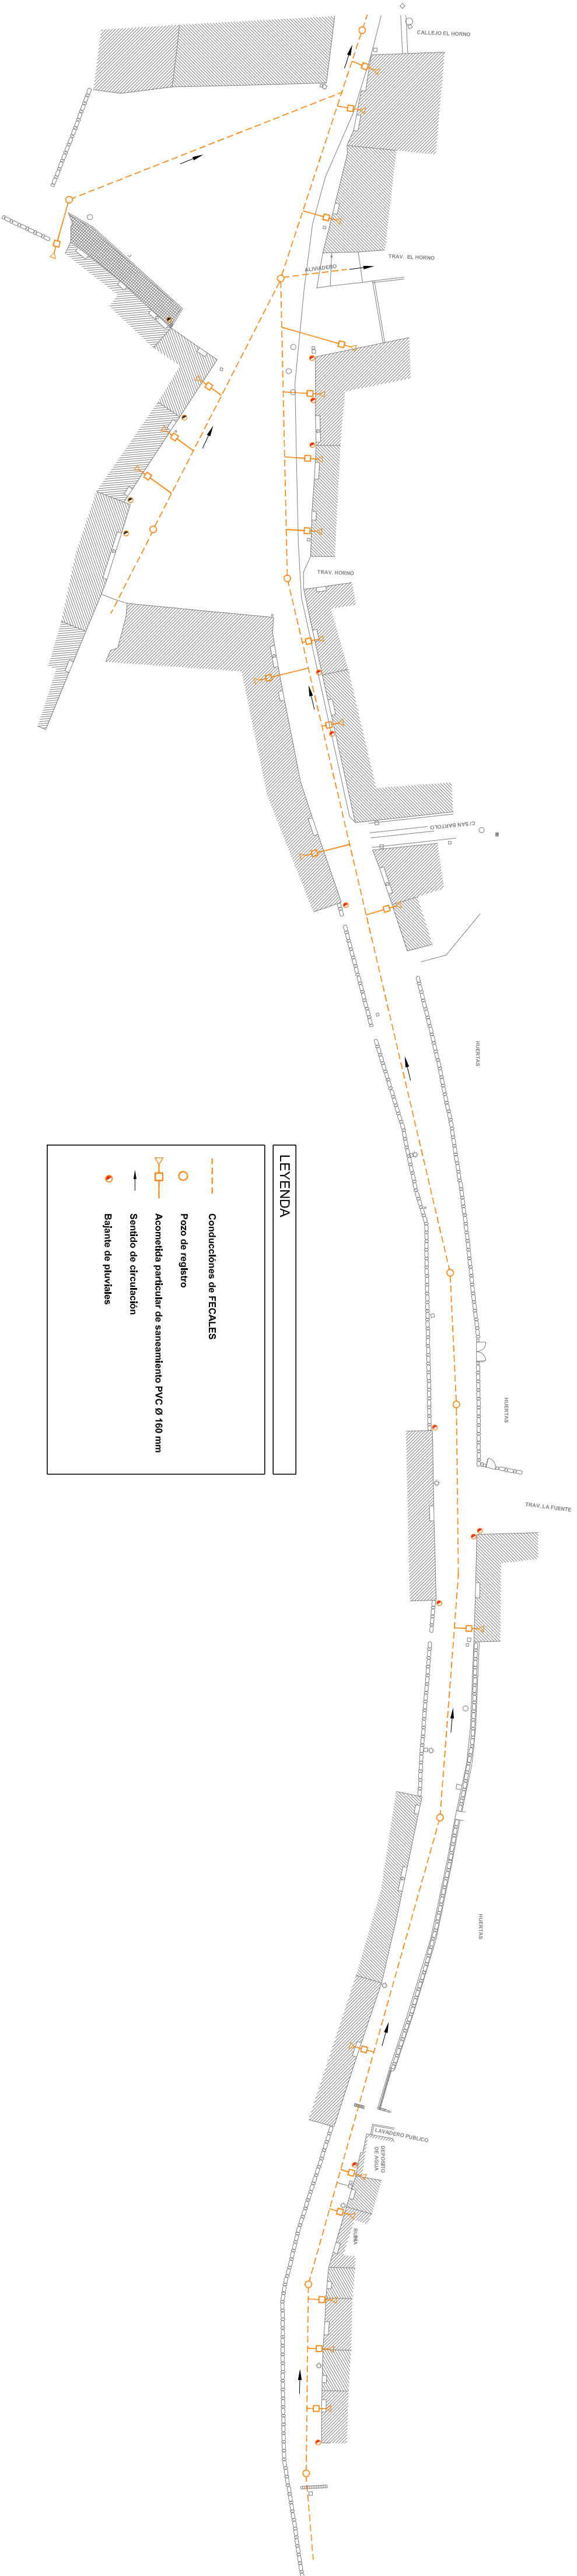 CALLEJO EL HORNO
TRAV. EL HORNO
ALIVIADERO
TRAV. HORNO
C/ SAN BARTOLO
HUERTAS
HUERTAS
TRAV. LA FUENTE
HUERTAS
LAVADERO PUBLICO
DEPOSITO
DE AGUA
LEYENDA
Conducciónes de FECALES
Pozo de registro
Acometida particular de saneamiento PVC Ø 160 mm
Sentido de circulación
Bajante de pluviales